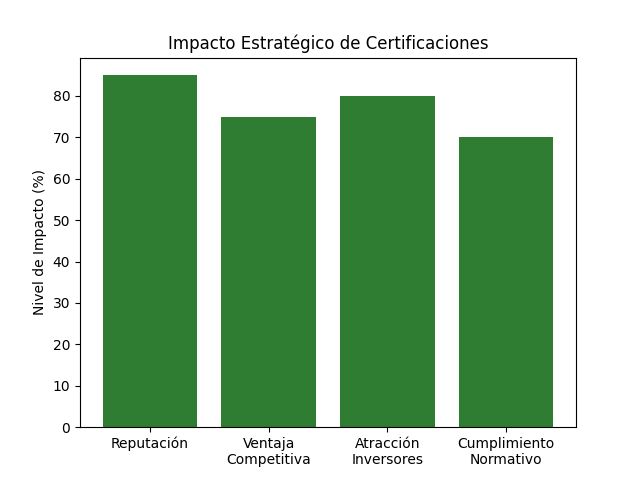 Impacto Estratégico de Certificaciones
Nivel de Impacto (%)
80
70
60
50
40
30
20
10
0
Reputación
Ventaja
Competitiva
Atracción
Inversores
Cumplimiento
Normativo